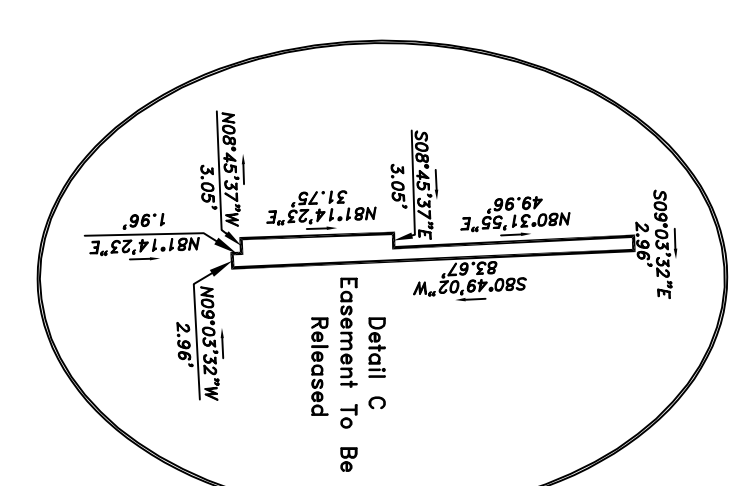 N08°45'37"W
3.05'
N81°14'23"E
31.75'
S08°45'37"E
3.05'
N80°31'55"E
49.96'
S09°03'32"E
2.96'
N81°14'23"E
1.96'
S80°49'02"W
83.67'
N09°03'32"W
2.96'
Detail C
Easement To Be
Released